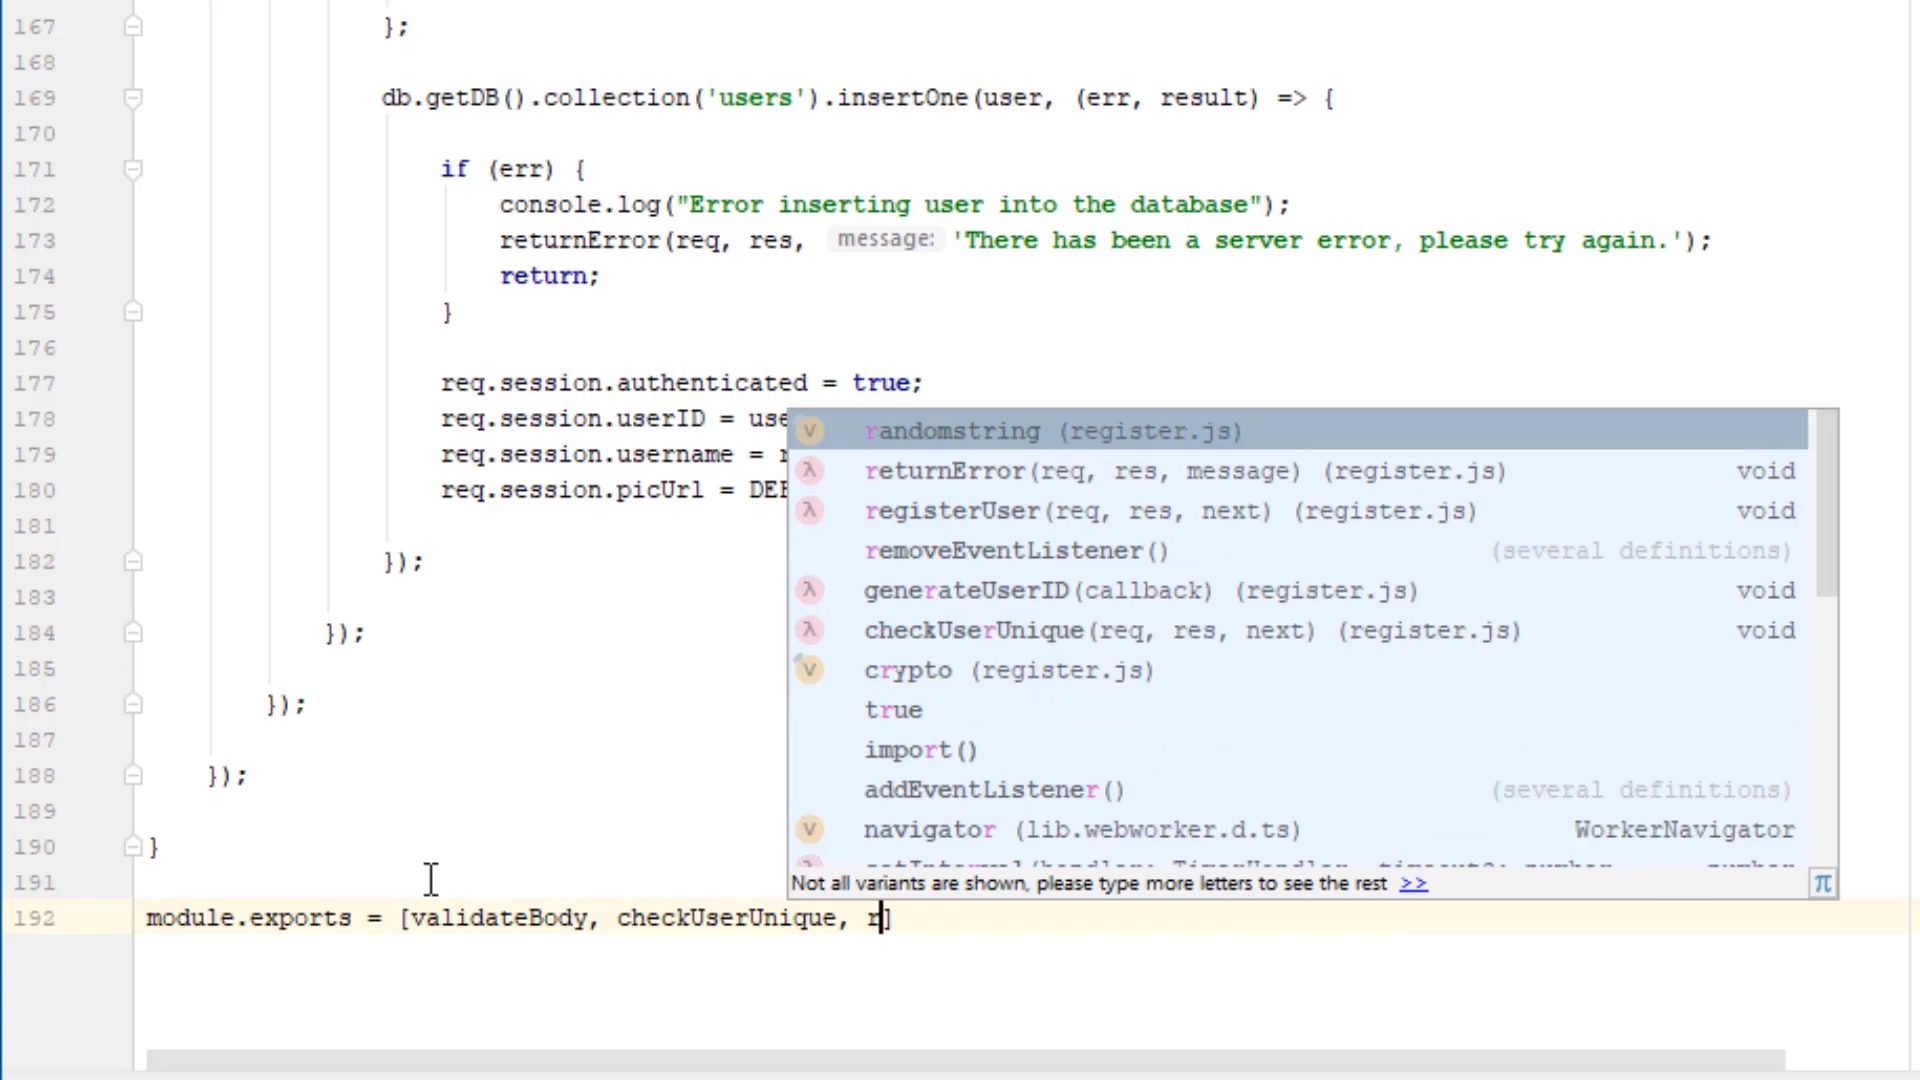 167 };
168
169 db.getDB().collection('users').insertOne(user, (err, result) => {
170
171 if (err) {
172 console.log("Error inserting user into the database");
173 returnError(req, res, message: 'There has been a server error, please try again.');
174 return;
175 }
176
177 req.session.authenticated = true;
178 req.session.userID = use
179 req.session.username = r
180 req.session.picUrl = DEF
181
182 });
183
184 });
185
186 });
187
188 });
189
190 }
191
192 module.exports = [validateBody, checkUserUnique, r]
v randomstring (register.js)
λ returnError(req, res, message) (register.js) void
λ registerUser(req, res, next) (register.js) void
removeEventListener() (several definitions)
λ generateUserID(callback) (register.js) void
λ checkUserUnique(req, res, next) (register.js) void
v crypto (register.js)
true
import()
addEventListener() (several definitions)
v navigator (lib.webworker.d.ts) WorkerNavigator
Not all variants are shown, please type more letters to see the rest >> π